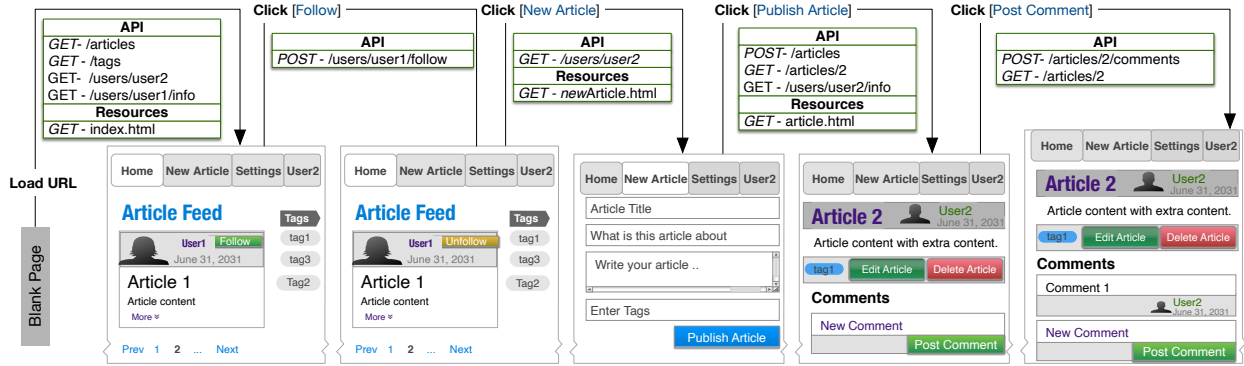 Load URL
Blank Page
API
GET- /articles
GET - /tags
GET- /users/user2
GET - /users/user1/info
Resources
GET - index.html
Home New Article Settings User2
Article Feed
Tags
User1 Follow
June 31, 2031
tag1
tag3
Tag2
Article 1
Article content
More
Prev 1 2 ... Next
Click [Follow]
API
POST - /users/user1/follow
Home New Article Settings User2
Article Feed
Tags
User1 Unfollow
June 31, 2031
tag1
tag3
Tag2
Article 1
Article content
More
Prev 1 2 ... Next
Click [New Article]
API
GET - /users/user2
Resources
GET - newArticle.html
Home New Article Settings User2
Article Title
What is this article about
Write your article ..
Enter Tags
Publish Article
Click [Publish Article]
API
POST- /articles
GET - /articles/2
GET - /users/user2/info
Resources
GET - article.html
Home New Article Settings User2
Article 2
User2
June 31, 2031
Article content with extra content.
tag1 Edit Article Delete Article
Comments
New Comment
Post Comment
Click [Post Comment]
API
POST- /articles/2/comments
GET - /articles/2
Home New Article Settings User2
Article 2
User2
June 31, 2031
Article content with extra content.
tag1 Edit Article Delete Article
Comments
Comment 1
User2
June 31, 2031
New Comment
Post Comment